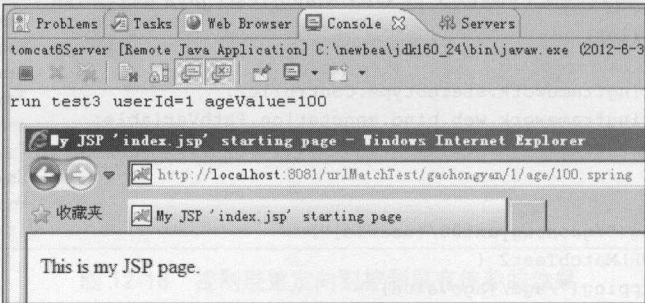 Problems Tasks Web Browser Console Servers
tomcat6Server [Remote Java Application] C:\newbea\jdk160_24\bin\javaw.exe (2012-6-3
run test3 userId=1 ageValue=100
My JSP 'index.jsp' starting page - Windows Internet Explorer
http://localhost:8081/urlMatchTest/gaohongyan/1/age/100.spring
收藏夹 My JSP 'index.jsp' starting page
This is my JSP page.